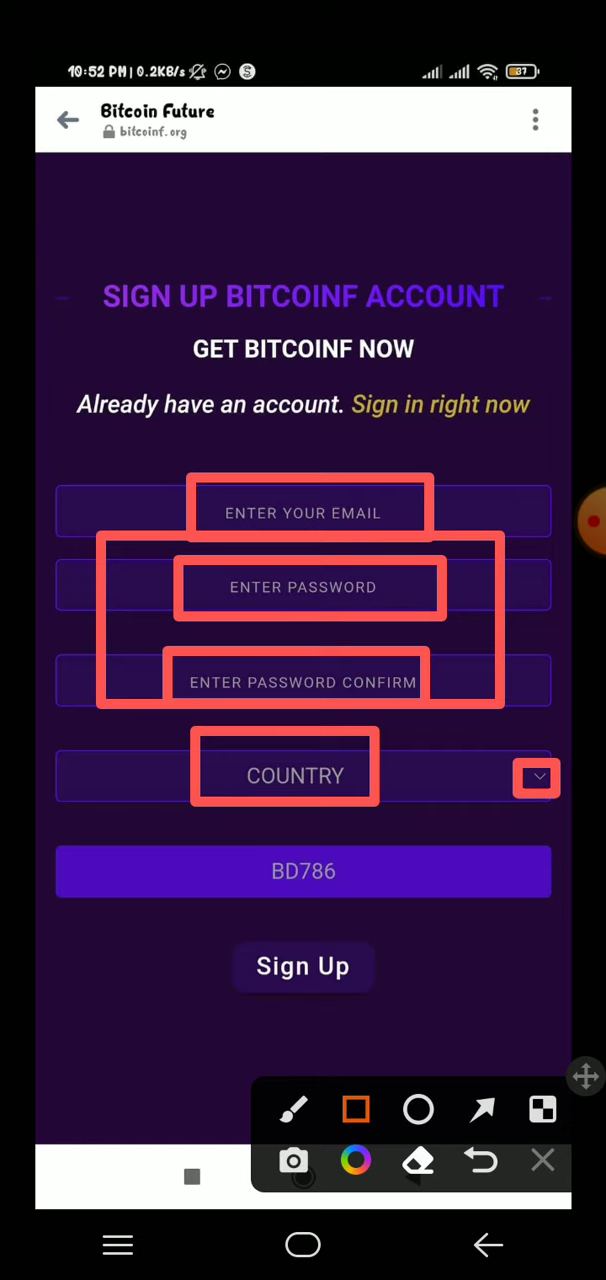 10:52 PM | 0.2KB/s
37
Bitcoin Future
bitcoinf.org
SIGN UP BITCOINF ACCOUNT
GET BITCOINF NOW
Already have an account. Sign in right now
ENTER YOUR EMAIL
ENTER PASSWORD
ENTER PASSWORD CONFIRM
COUNTRY
BD786
Sign Up